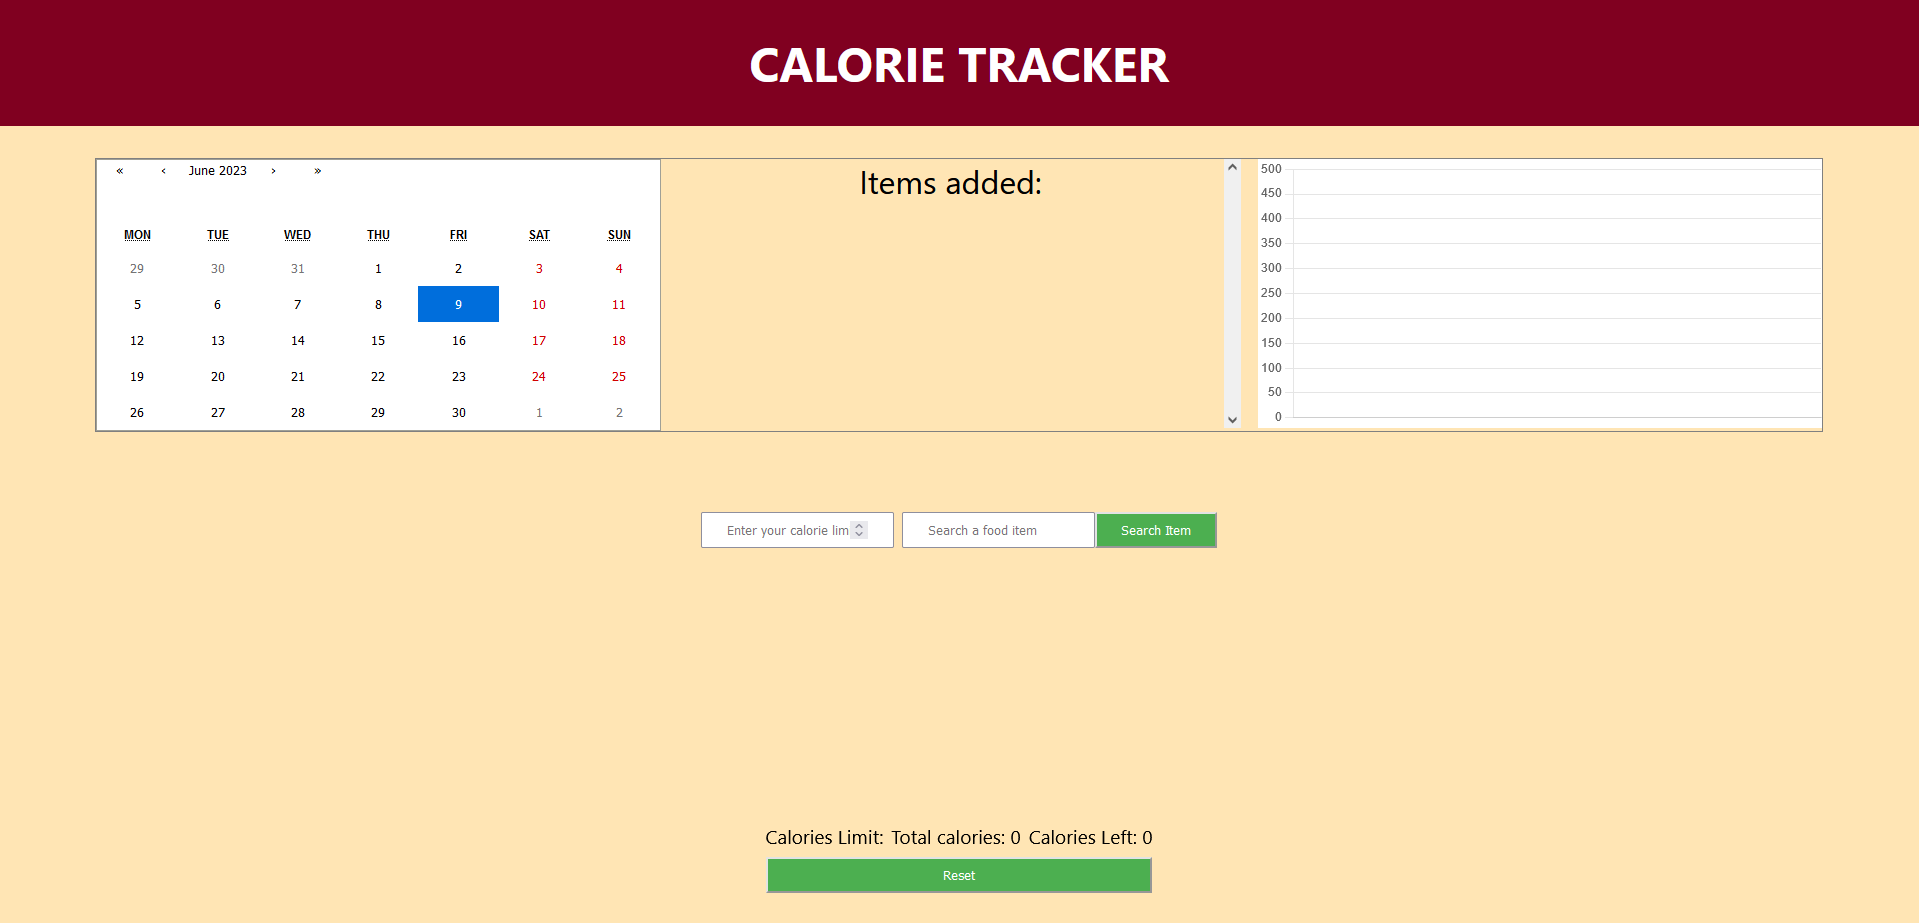 CALORIE TRACKER
« ‹ June 2023 › »
MON TUE WED THU FRI SAT SUN
29 30 31 1 2 3 4
5 6 7 8 9 10 11
12 13 14 15 16 17 18
19 20 21 22 23 24 25
26 27 28 29 30 1 2
Items added:
500
450
400
350
300
250
200
150
100
50
0
Enter your calorie lim
Search a food item
Search Item
Calories Limit: Total calories: 0 Calories Left: 0
Reset